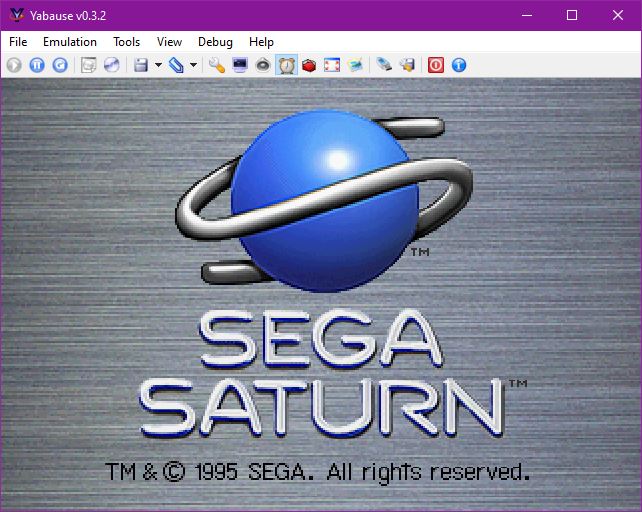 Yabause v0.3.2
File Emulation Tools View Debug Help
TM
SEGA
SATURN TM
TM & © 1995 SEGA. All rights reserved.